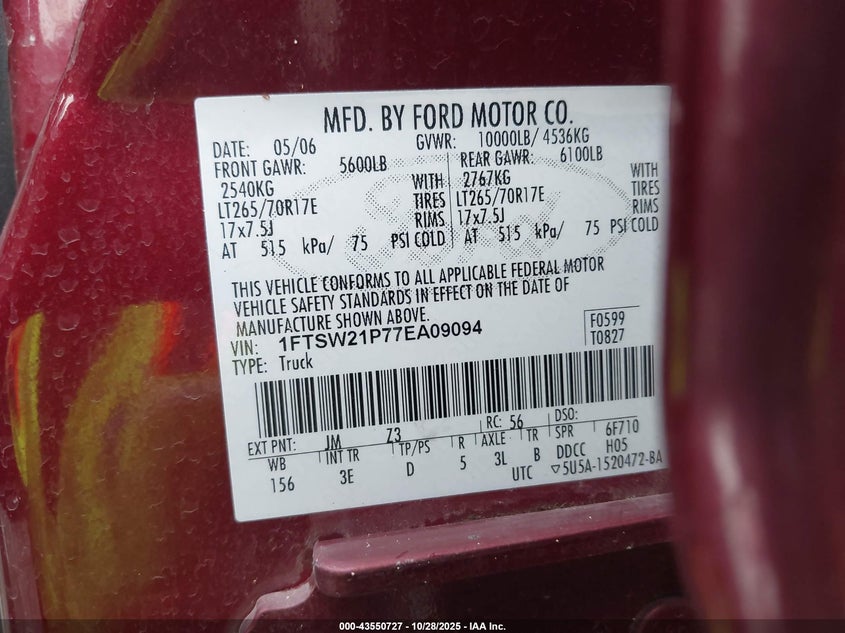 MFD. BY FORD MOTOR CO.
DATE: 05/06 GVWR: 10000LB/ 4536KG
FRONT GAWR: 5600LB REAR GAWR: 6100LB
2540KG WITH 2767KG WITH
LT265/70R17E TIRES LT265/70R17E TIRES
17x7.5J RIMS 17x7.5J RIMS
AT 515 kPa/ 75 PSI COLD AT 515 kPa/ 75 PSI COLD
THIS VEHICLE CONFORMS TO ALL APPLICABLE FEDERAL MOTOR
VEHICLE SAFETY STANDARDS IN EFFECT ON THE DATE OF
MANUFACTURE SHOWN ABOVE.
VIN: 1FTSW21P77EA09094 F0599
TYPE: Truck T0827
EXT PNT: JM Z3 RC: 56 DSO:
WB INT TR TP/PS R AXLE TR SPR 6F710
156 3E D 5 3L B DDCC H05
UTC ▽5U5A-1520472-BA
000-43550727 - 10/28/2025 - IAA Inc.